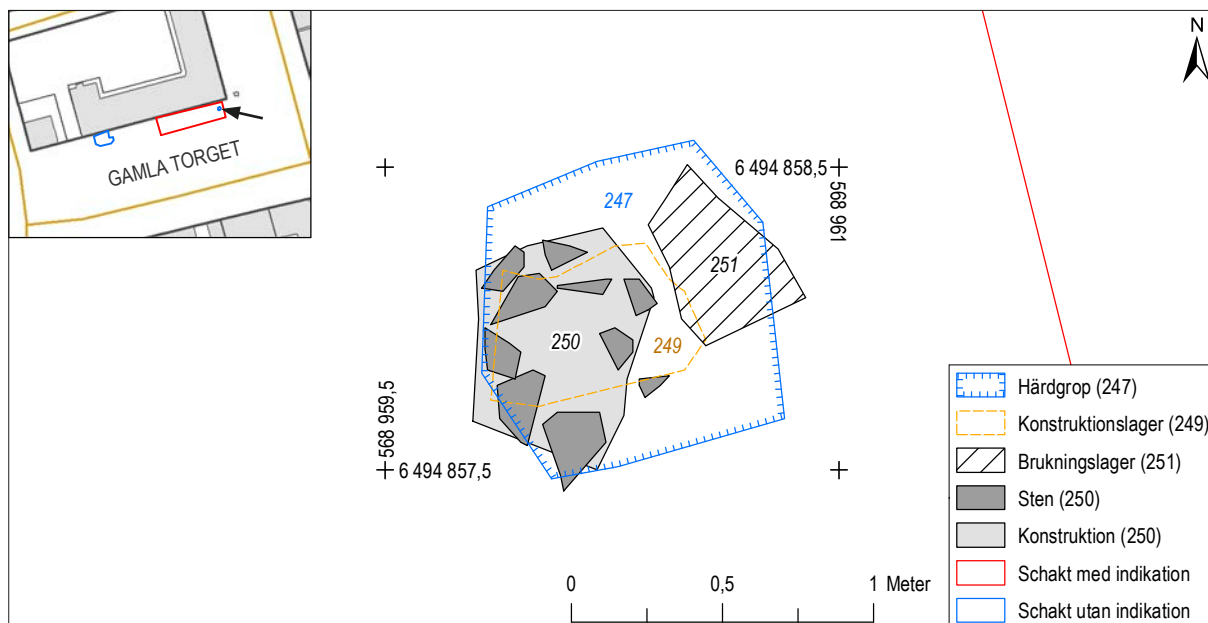 GAMLA TORGET
N
6 494 858,5
568 961
247
251
250
249
568 959,5
6 494 857,5
0 0,5 1 Meter
Härdgrop (247)
Konstruktionslager (249)
Brukningslager (251)
Sten (250)
Konstruktion (250)
Schakt med indikation
Schakt utan indikation